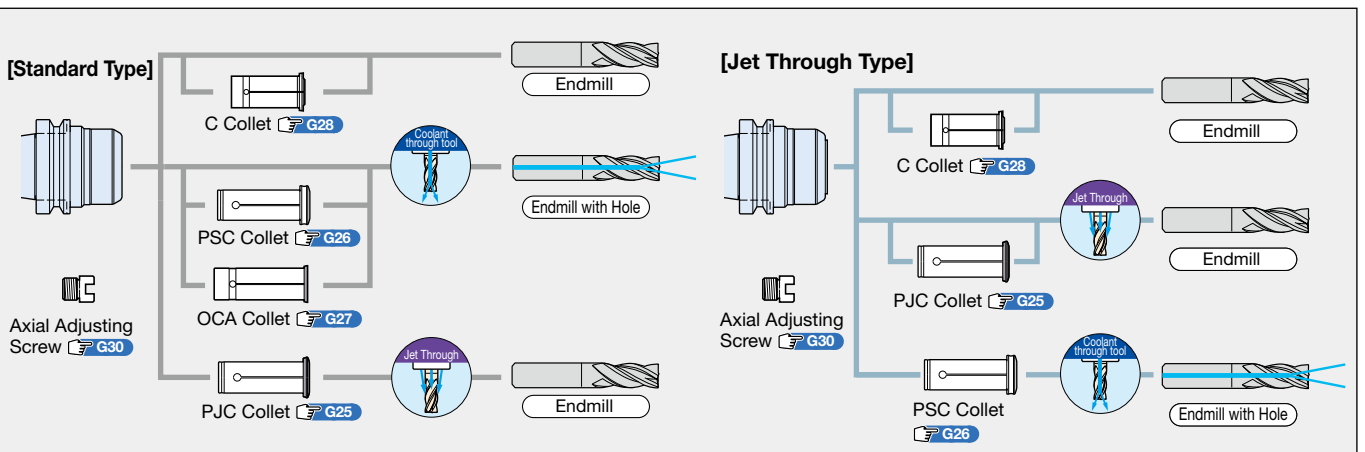 [Standard Type]
Endmill
C Collet G28
Coolant
through tool
Endmill with Hole
PSC Collet G26
OCA Collet G27
Axial Adjusting
Screw G30
Jet Through
PJC Collet G25
Endmill
[Jet Through Type]
Endmill
C Collet G28
Jet Through
Endmill
PJC Collet G25
Axial Adjusting
Screw G30
Coolant
through tool
PSC Collet
G26
Endmill with Hole